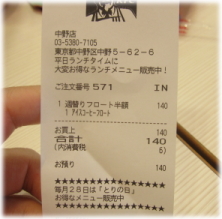 中野店
03-5380-7105
東京都中野区中野5-62-6
平日ランチタイムに
大変お得なランチメニュー販売中!
ご注文番号 571 IN
1 週替りフロート半額 140
1 アイスコーヒーフロート
お買上 140
合計 140
(内消費税 6)
お預り 140
★★★★★★★★★★★★★★★★★★★★
毎月28日は「とりの日」
お得なメニュー販売中!